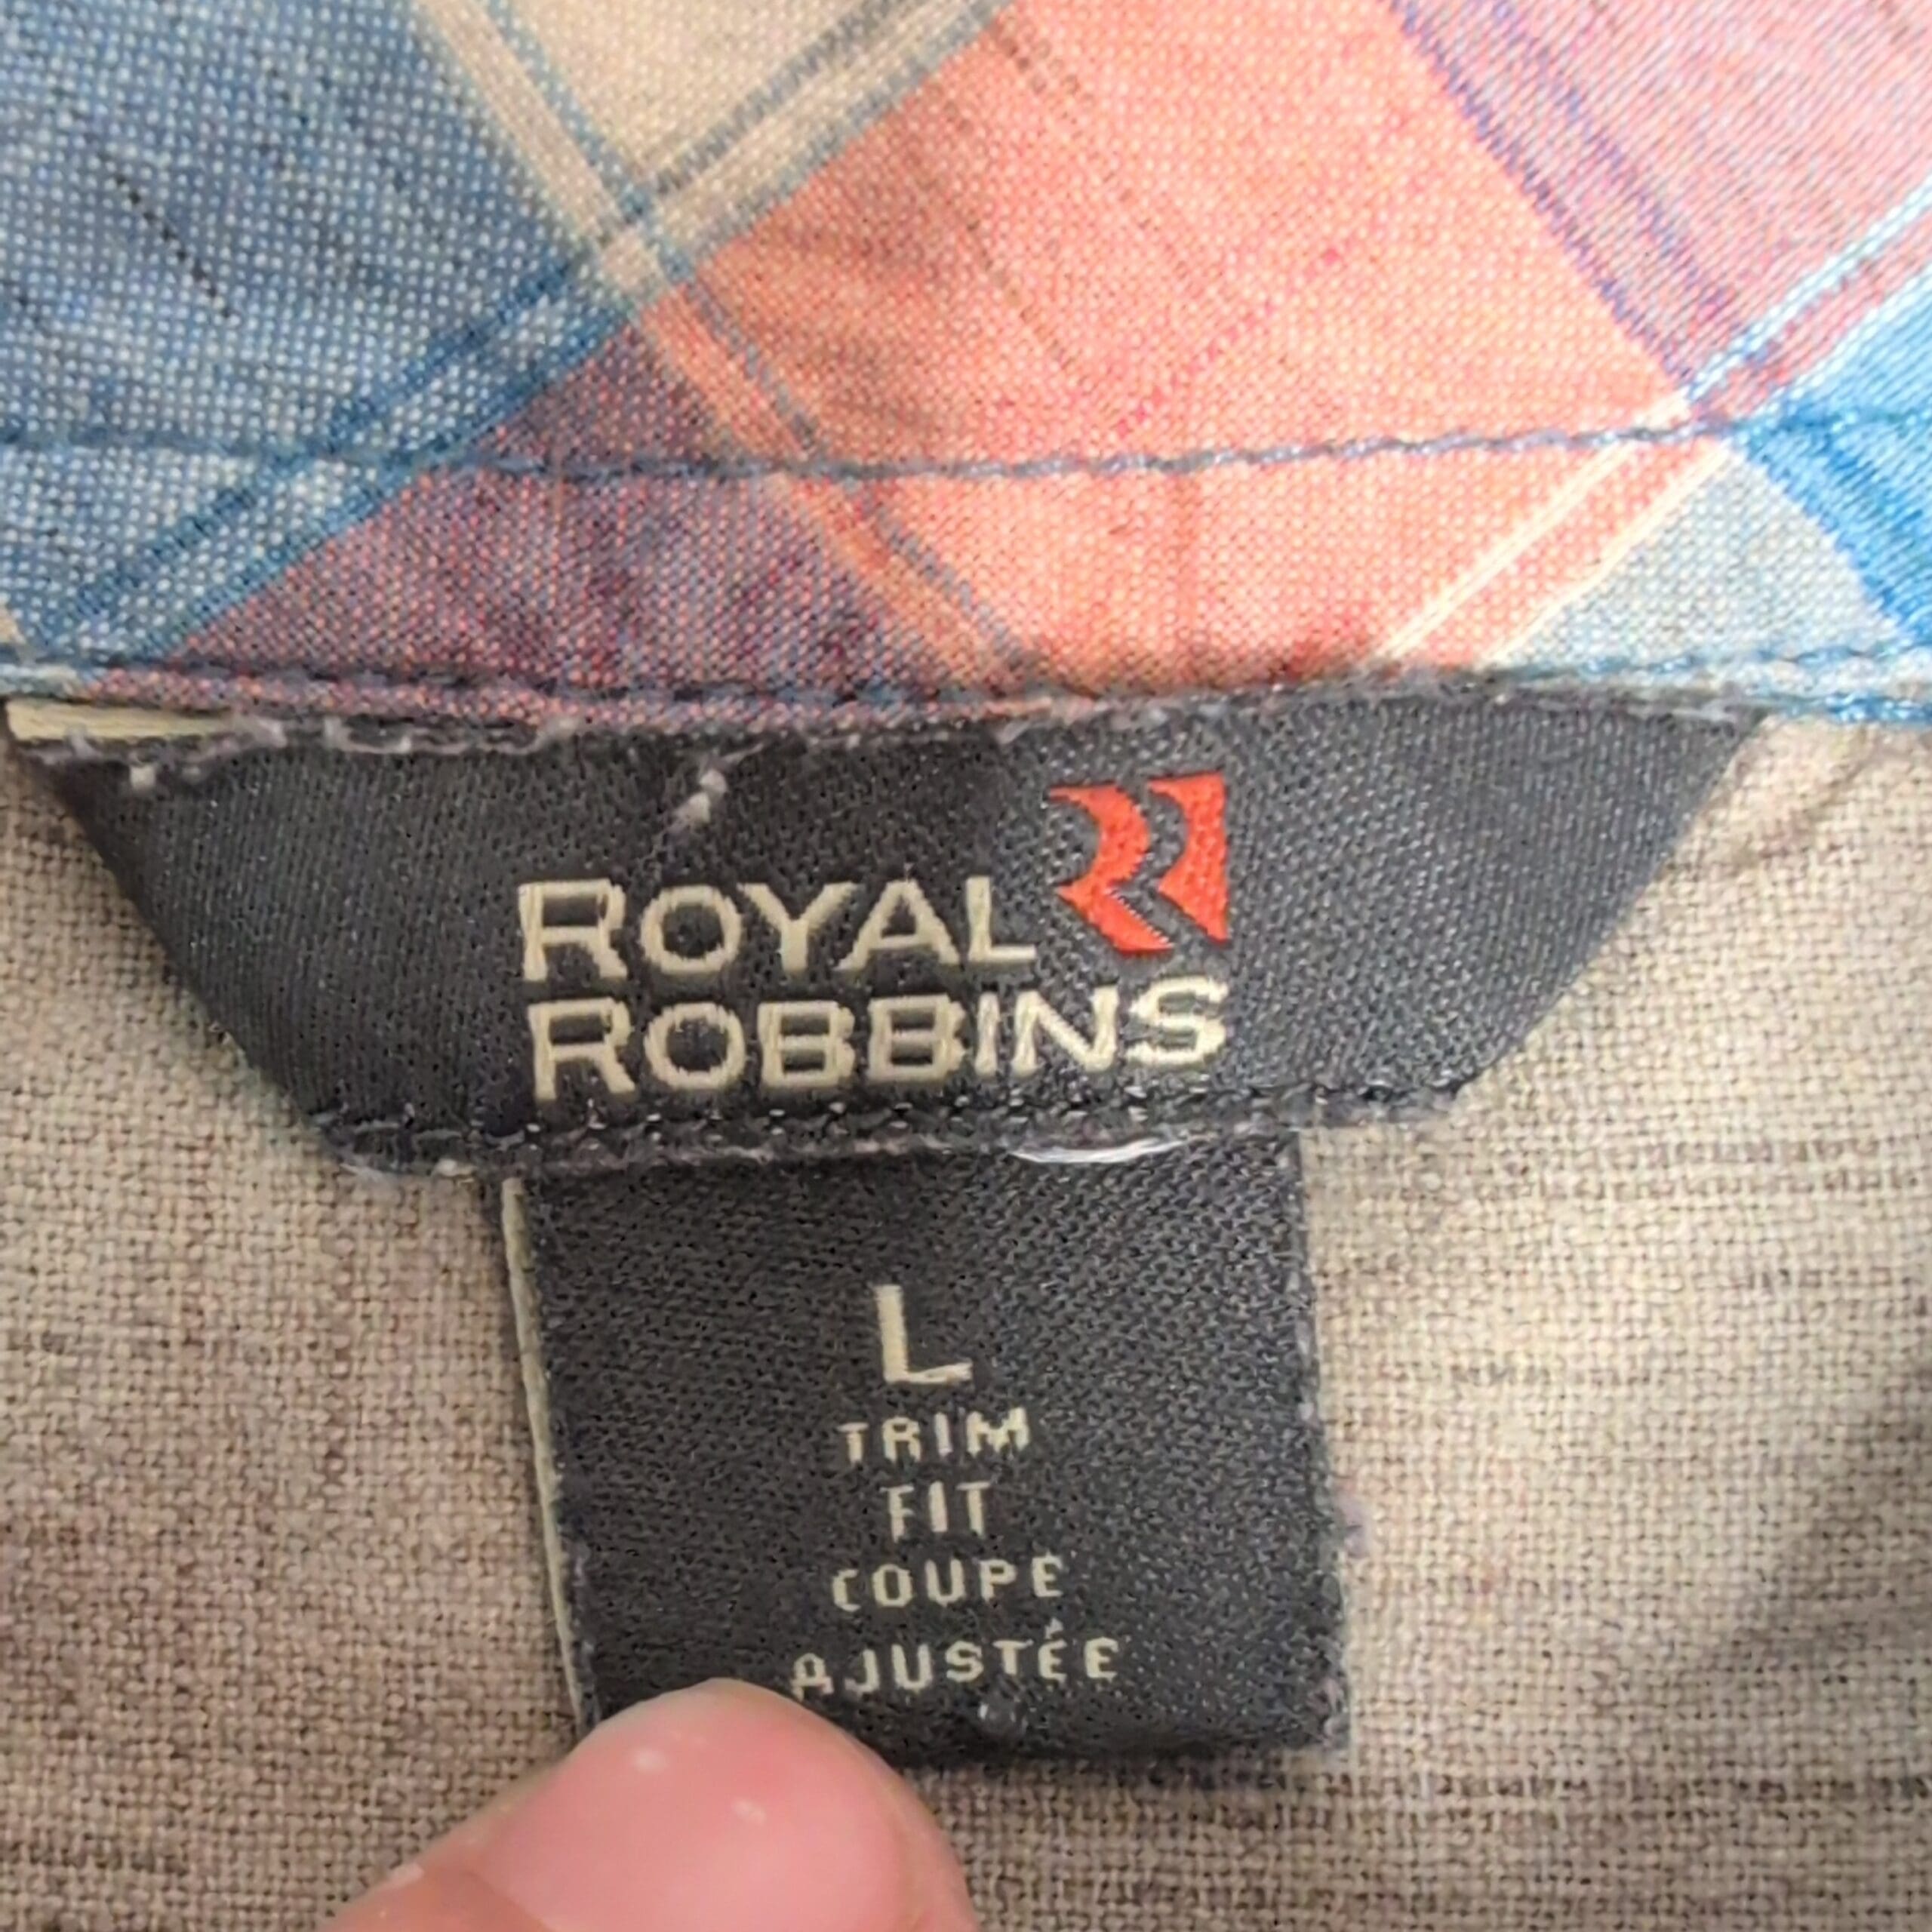 ROYAL
ROBBINS
L
TRIM
FIT
COUPE
AJUSTÉE